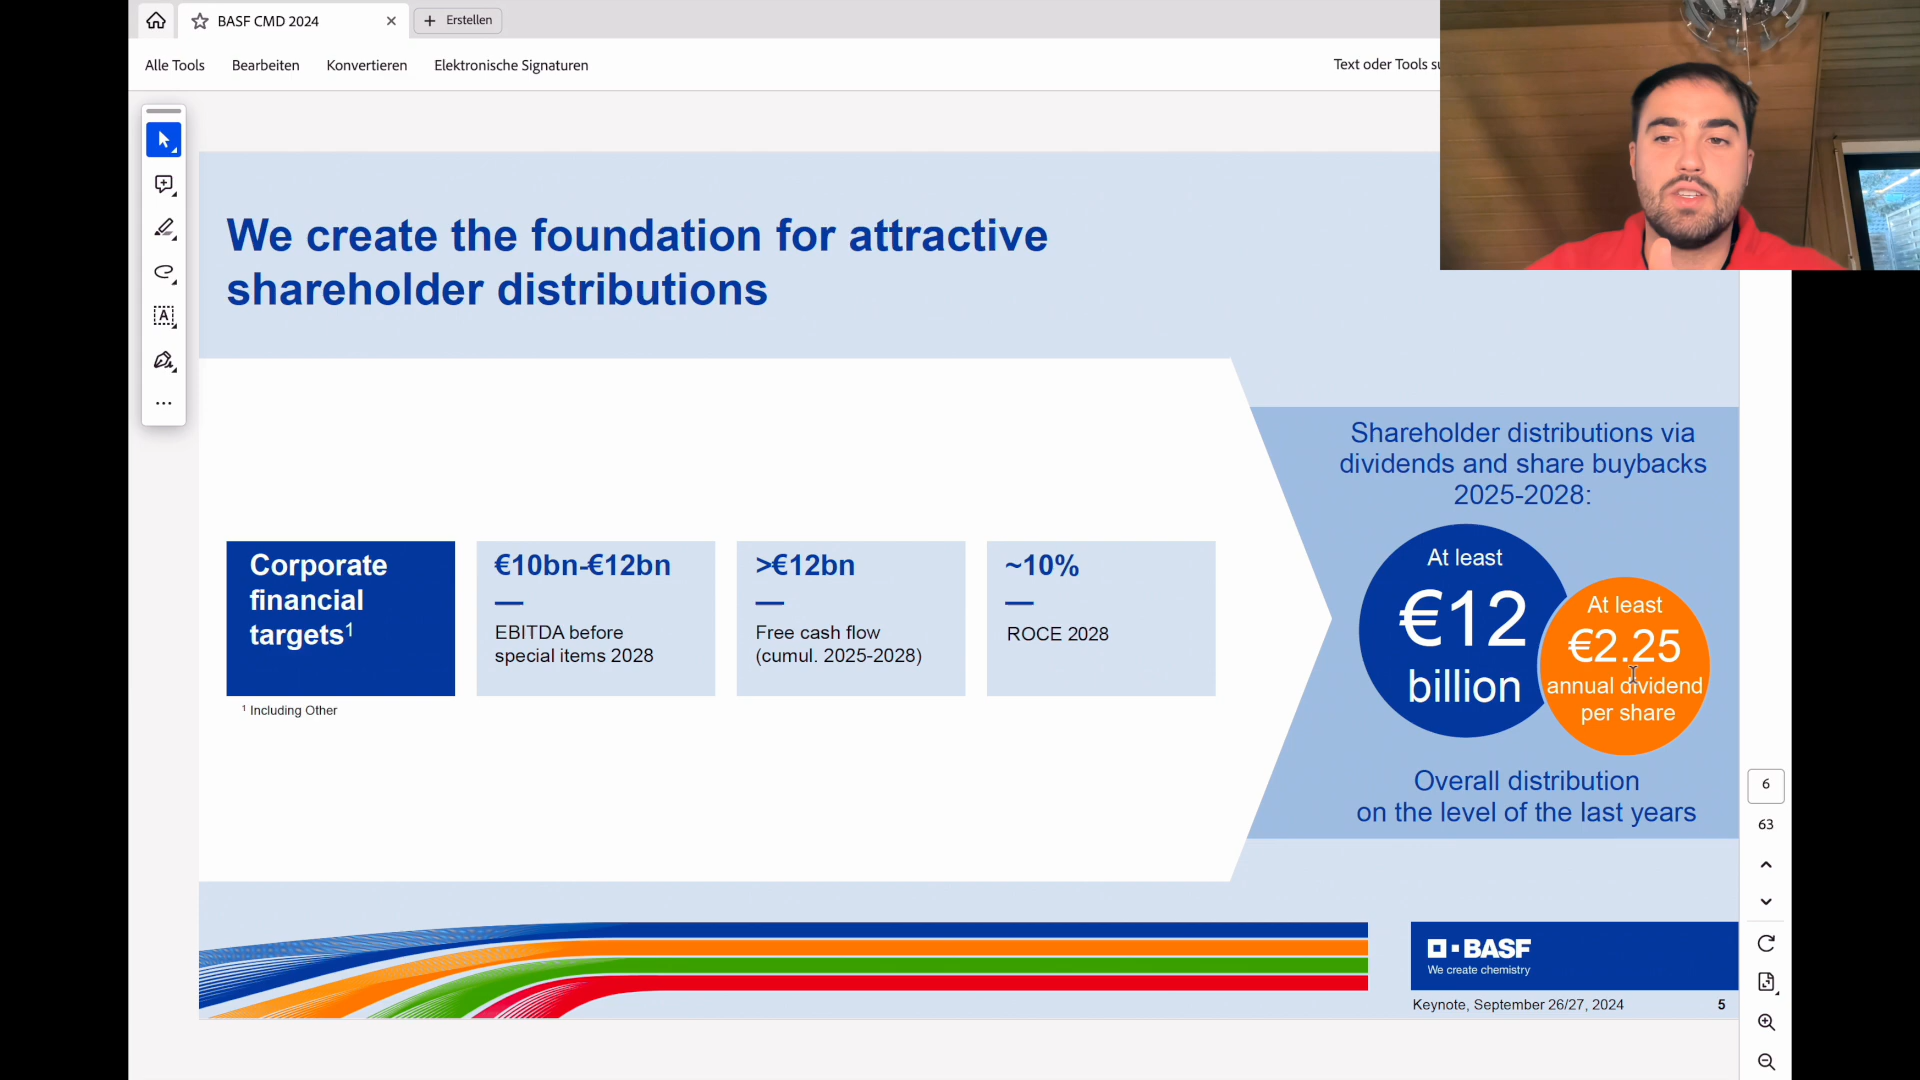 BASF CMD 2024
Erstellen
Alle Tools
Bearbeiten
Konvertieren
Elektronische Signaturen
Text oder Tools
We create the foundation for attractive
shareholder distributions
Corporate
financial
targets¹
€10bn-€12bn
EBITDA before
special items 2028
>€12bn
Free cash flow
(cumul. 2025-2028)
~10%
ROCE 2028
¹ Including Other
Shareholder distributions via
dividends and share buybacks
2025-2028:
At least
€12
billion
At least
€2.25
annual dividend
per share
Overall distribution
on the level of the last years
6
63
BASF
We create chemistry
Keynote, September 26/27, 2024
5